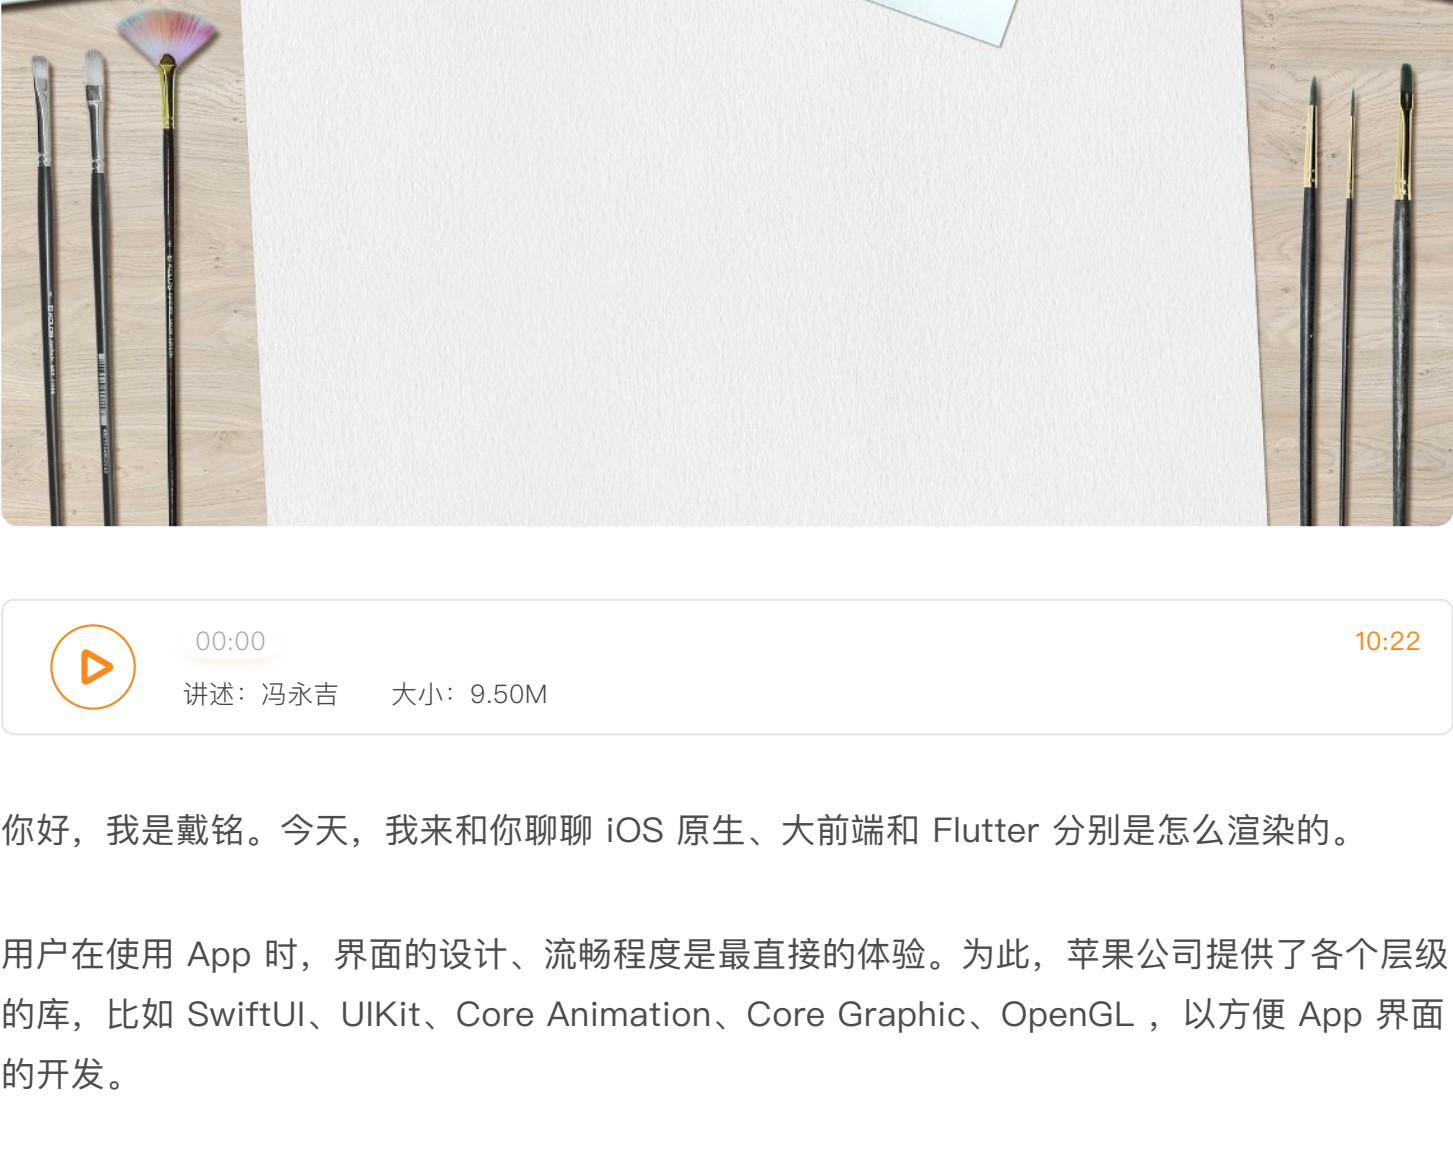 00:00
10:22
讲述：冯永吉 大小：9.50M
你好，我是戴铭。今天，我来和你聊聊 iOS 原生、大前端和 Flutter 分别是怎么渲染的。
用户在使用 App 时，界面的设计、流畅程度是最直接的体验。为此，苹果公司提供了各个层级
的库，比如 SwiftUI、UIKit、Core Animation、Core Graphic、OpenGL ，以方便 App 界面
的开发。